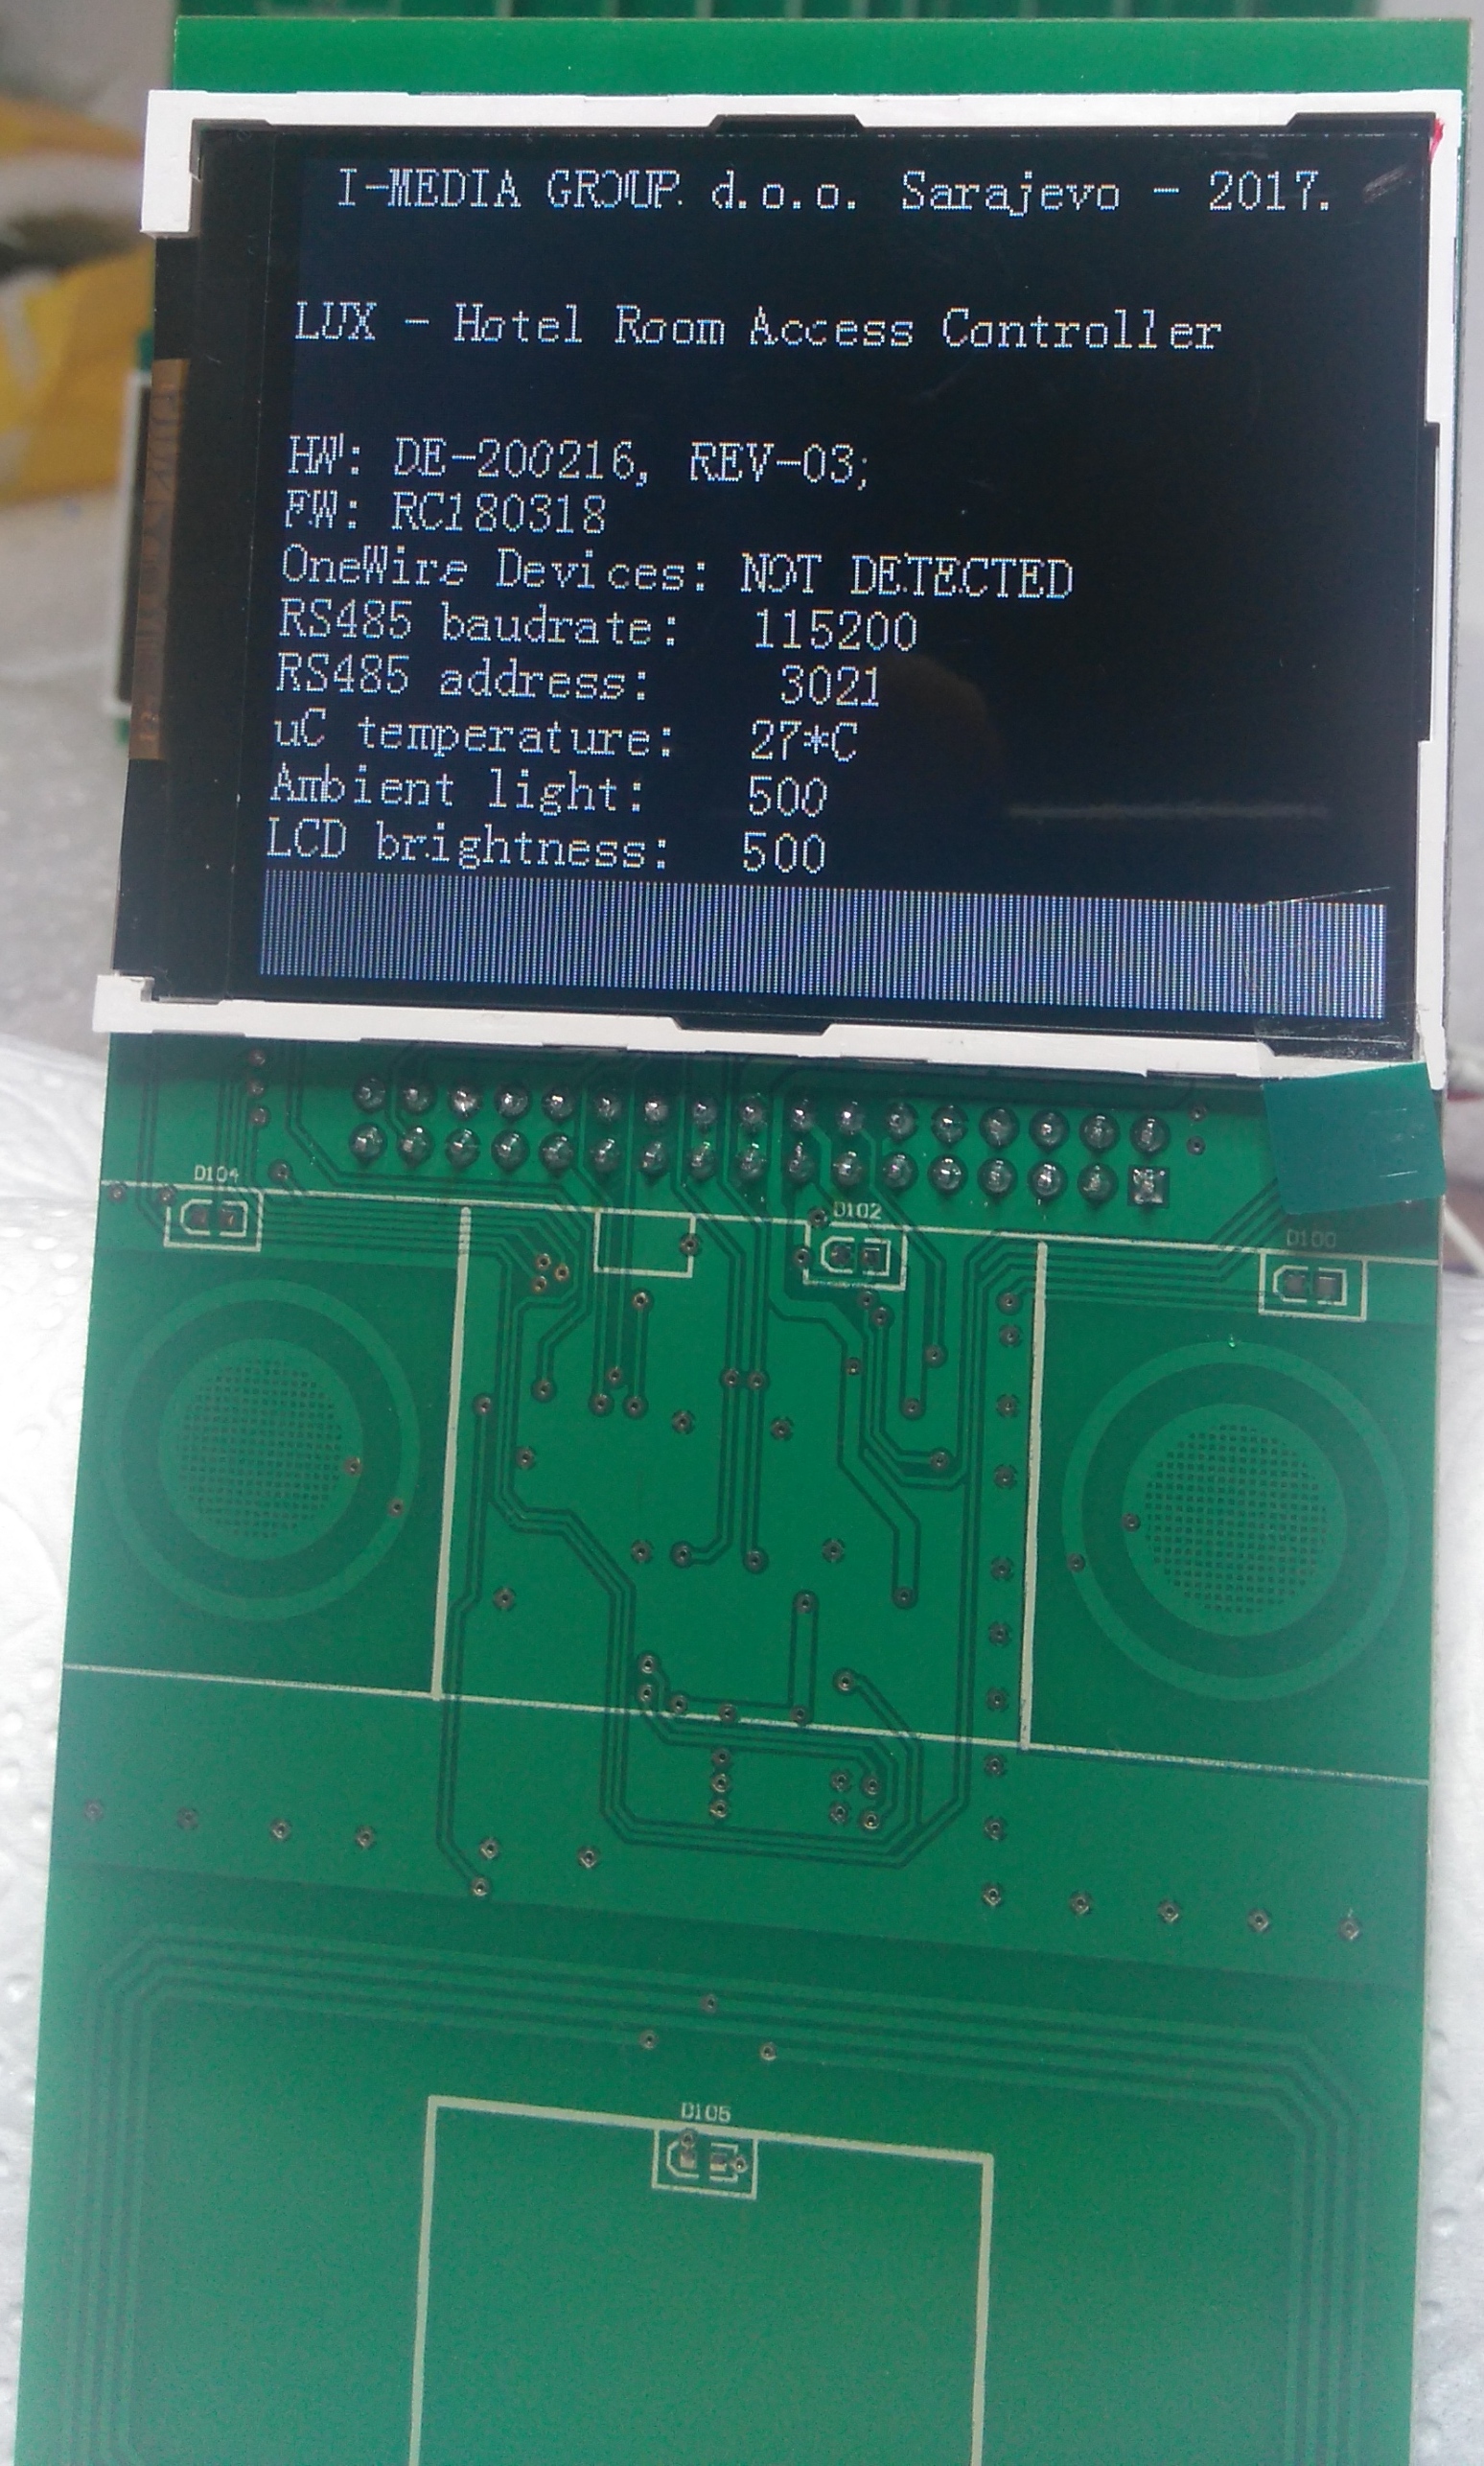 I-MEDIA GROUP d.o.o. Sarajevo - 2017.
LUX - Hotel Room Access Controller
HW: DE-200216, REV-03;
FW: RC180318
OneWire Devices: NOT DETECTED
RS485 baudrate: 115200
RS485 address: 3021
uC temperature: 27*C
Ambient light: 500
LCD brightness: 500
D104
D102
D100
D105